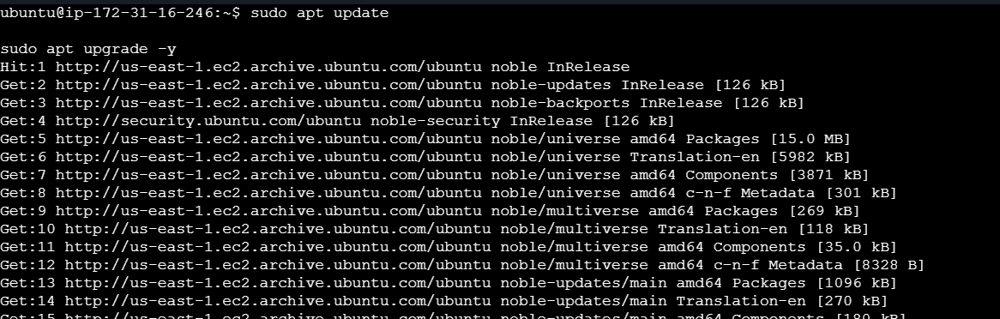 ubuntu@ip-172-31-16-246:~$ sudo apt update
sudo apt upgrade -y
Hit:1 http://us-east-1.ec2.archive.ubuntu.com/ubuntu noble InRelease
Get:2 http://us-east-1.ec2.archive.ubuntu.com/ubuntu noble-updates InRelease [126 kB]
Get:3 http://us-east-1.ec2.archive.ubuntu.com/ubuntu noble-backports InRelease [126 kB]
Get:4 http://security.ubuntu.com/ubuntu noble-security InRelease [126 kB]
Get:5 http://us-east-1.ec2.archive.ubuntu.com/ubuntu noble/universe amd64 Packages [15.0 MB]
Get:6 http://us-east-1.ec2.archive.ubuntu.com/ubuntu noble/universe Translation-en [5982 kB]
Get:7 http://us-east-1.ec2.archive.ubuntu.com/ubuntu noble/universe amd64 Components [3871 kB]
Get:8 http://us-east-1.ec2.archive.ubuntu.com/ubuntu noble/universe amd64 c-n-f Metadata [301 kB]
Get:9 http://us-east-1.ec2.archive.ubuntu.com/ubuntu noble/multiverse amd64 Packages [269 kB]
Get:10 http://us-east-1.ec2.archive.ubuntu.com/ubuntu noble/multiverse Translation-en [118 kB]
Get:11 http://us-east-1.ec2.archive.ubuntu.com/ubuntu noble/multiverse amd64 Components [35.0 kB]
Get:12 http://us-east-1.ec2.archive.ubuntu.com/ubuntu noble/multiverse amd64 c-n-f Metadata [8328 B]
Get:13 http://us-east-1.ec2.archive.ubuntu.com/ubuntu noble-updates/main amd64 Packages [1096 kB]
Get:14 http://us-east-1.ec2.archive.ubuntu.com/ubuntu noble-updates/main Translation-en [270 kB]
Get:15 http://us-east-1.ec2.archive.ubuntu.com/ubuntu noble-updates/main amd64 Components